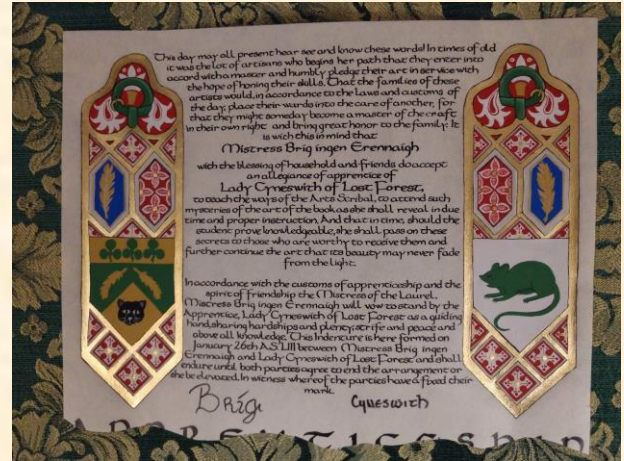 This day may all present hear see and know these words! In times of old
it was the lot of artisans who begins her path that they enter into
accord with a master and humbly pledge their art in service with
the hope of honing their skills. That the families of these
artists would, in accordance to the Laws and customs of
the day, place their wards into the care of another, for
that they might someday become a master of the craft
in their own right and bring great honor to the family. It
is with this in mind that
Mistress Brig ingen Erennaigh
with the blessing of household and friends do accept
an allegiance of apprentice of
Lady Cyneswith of Lost Forest,
to teach the ways of the Arts Scribal, to attend such
mysteries of the art of the book as she shall reveal in due
time and proper instruction. And that in time, should the
student prove knowledgeable, she shall pass on these
secrets to those who are worthy to receive them and
further continue the art that its beauty may never fade
from the light.
In accordance with the customs of apprenticeship and the
spirit of friendship the Mistress of the Laurel,
Mistress Brig ingen Erennaigh will vow to stand by the
Apprentice, Lady Cyneswith of Lost Forest as a guiding
hand, sharing hardships and plenty, strife and peace and
above all knowledge. This Indenture is here formed on
January 26th A.S. LIII between Mistress Brig ingen
Erennaigh and Lady Cyneswith of Lost Forest and shall
endure until both parties agree to end the arrangement or
she be elevated. In witness whereof the parties have affixed their
mark.
Brígi Cyneswith